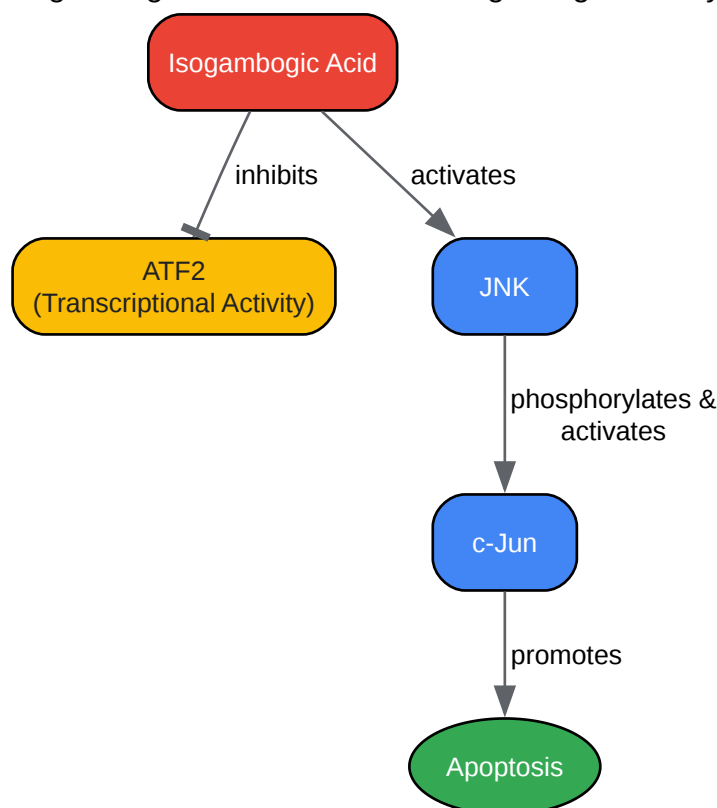 Isogambogic Acid
inhibits
activates
ATF2
(Transcriptional Activity)
JNK
phosphorylates &
activates
c-Jun
promotes
Apoptosis